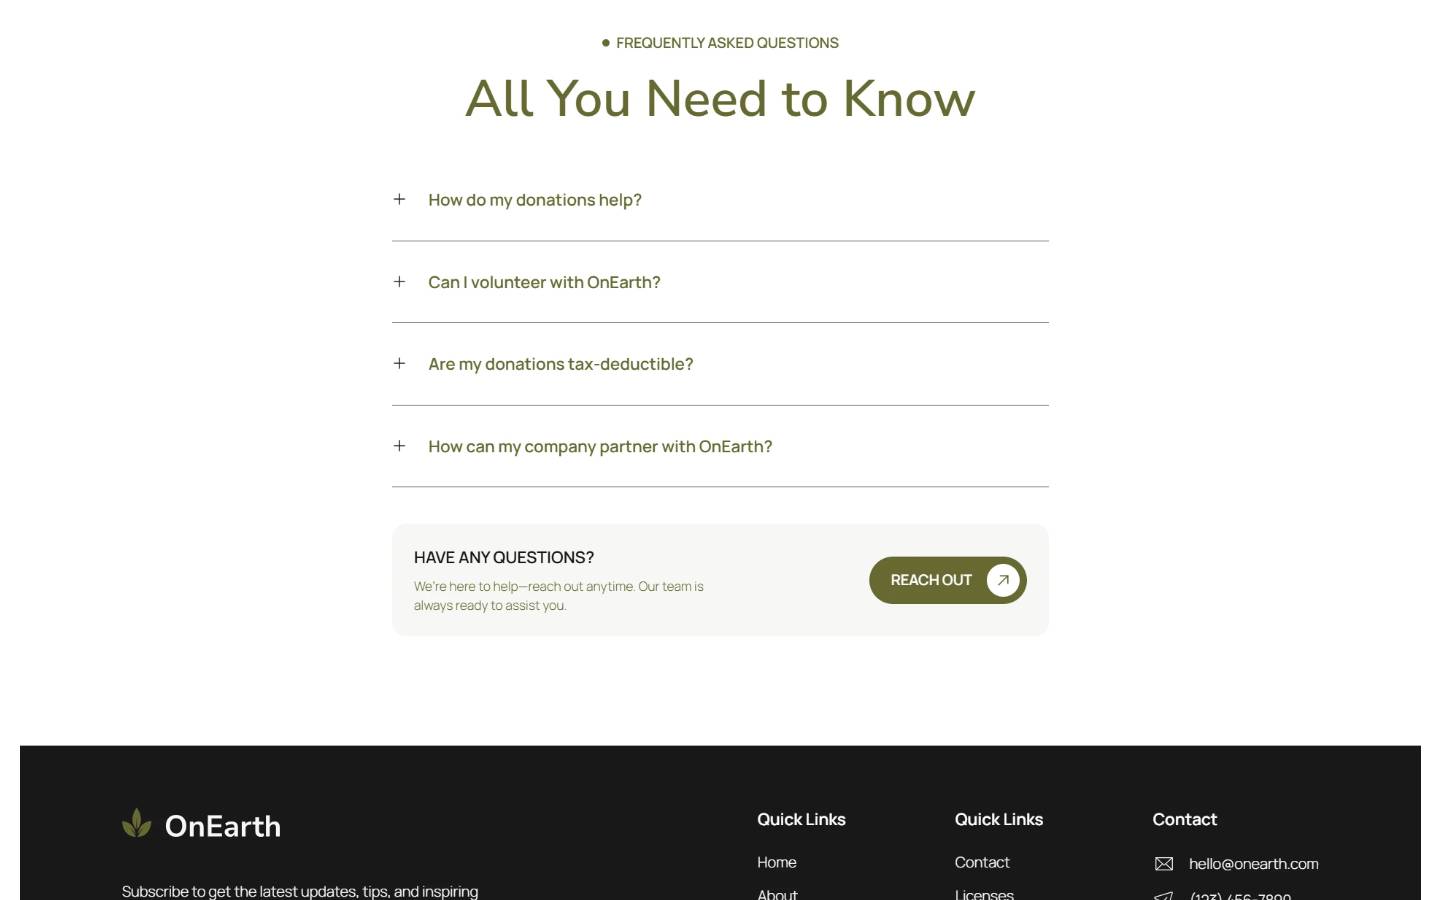 FREQUENTLY ASKED QUESTIONS
All You Need to Know
How do my donations help?
Can I volunteer with OnEarth?
Are my donations tax-deductible?
How can my company partner with OnEarth?
HAVE ANY QUESTIONS?
We're here to help—reach out anytime. Our team is
always ready to assist you.
REACH OUT
OnEarth
Subscribe to get the latest updates, tips, and inspiring
Quick Links
Home
About
Quick Links
Contact
Licenses
Contact
hello@onearth.com
(123) 456-7890